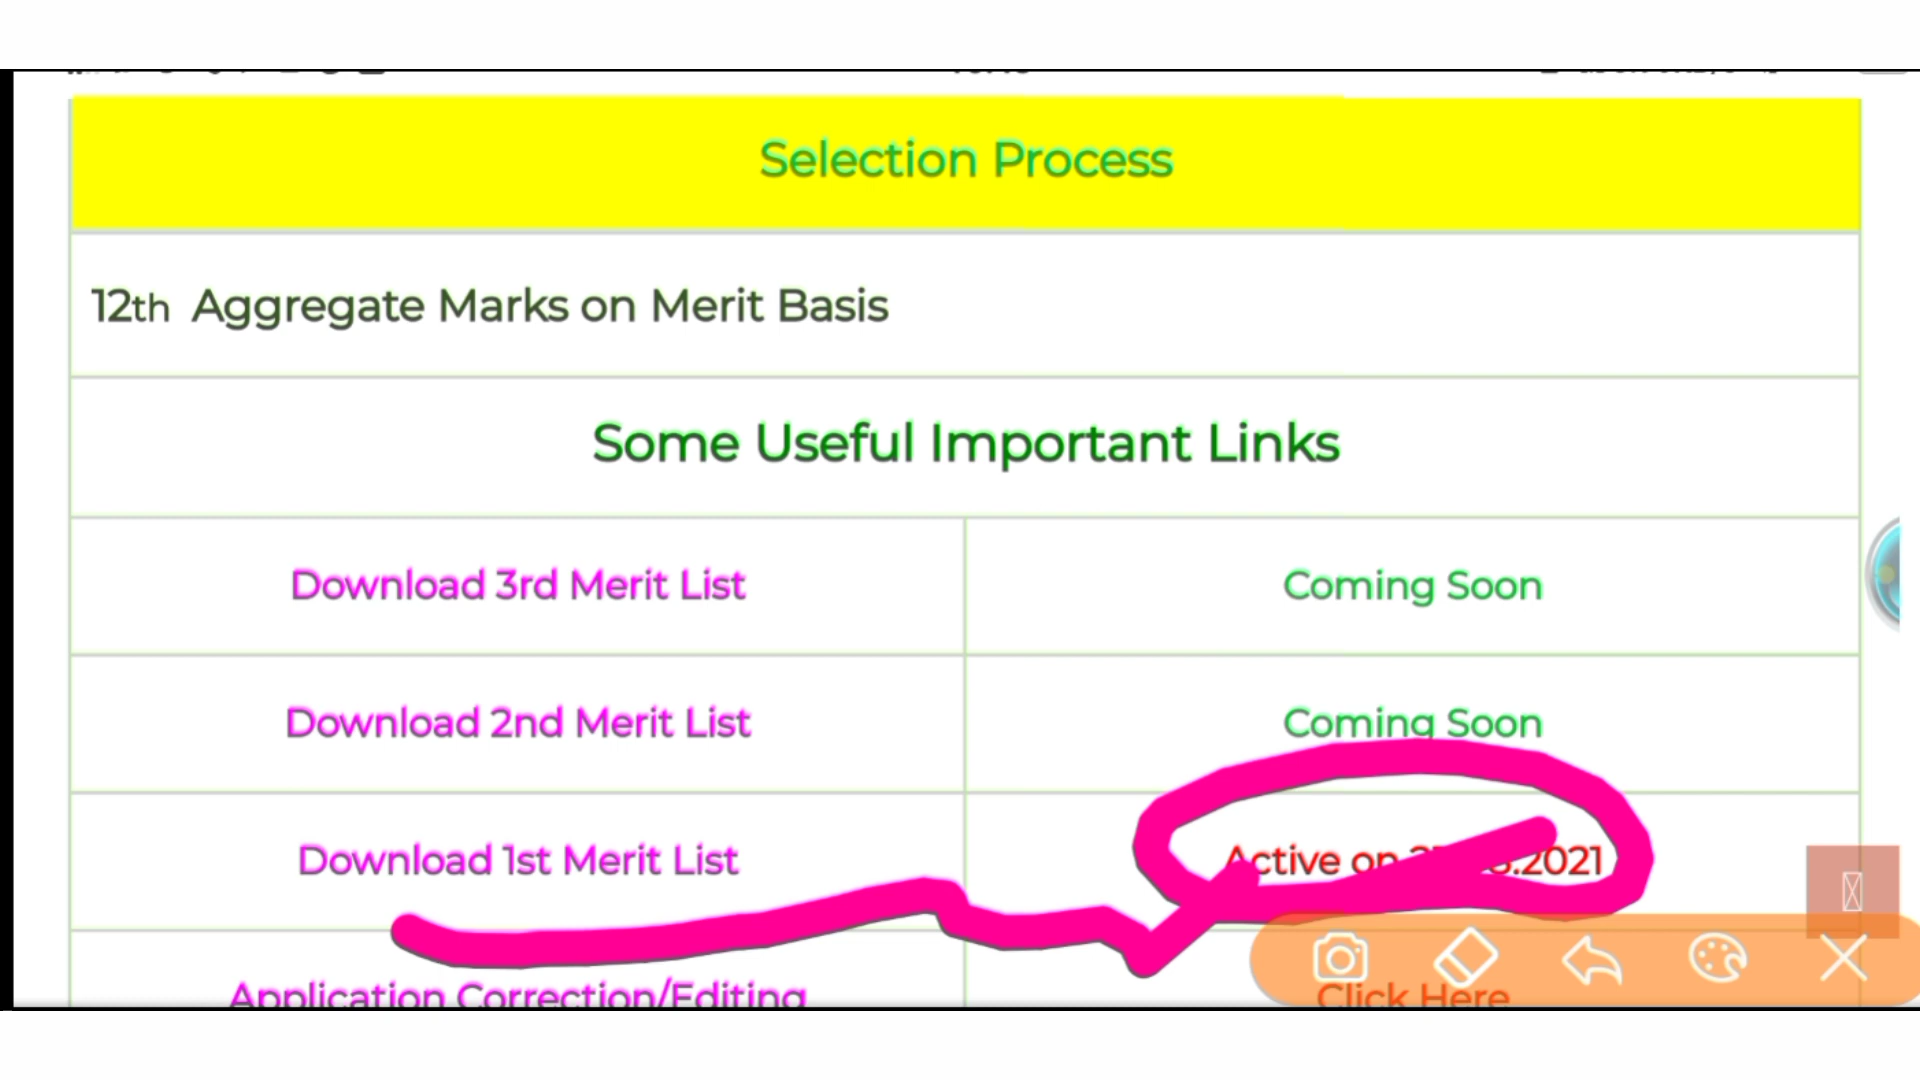 Selection Process
12th Aggregate Marks on Merit Basis
Some Useful Important Links
Download 3rd Merit List
Coming Soon
Download 2nd Merit List
Coming Soon
Download 1st Merit List
Active on
Application Correction/Editing
Click Here